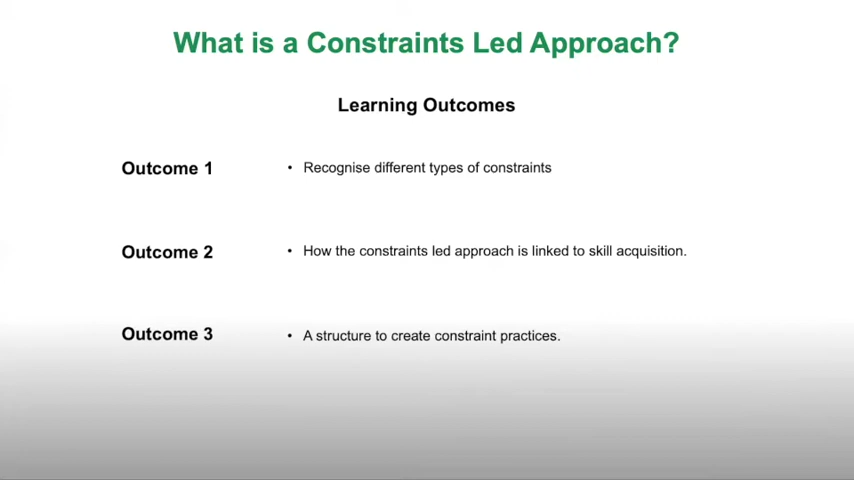 What is a Constraints Led Approach?
Learning Outcomes
Outcome 1 • Recognise different types of constraints
Outcome 2 • How the constraints led approach is linked to skill acquisition.
Outcome 3 • A structure to create constraint practices.